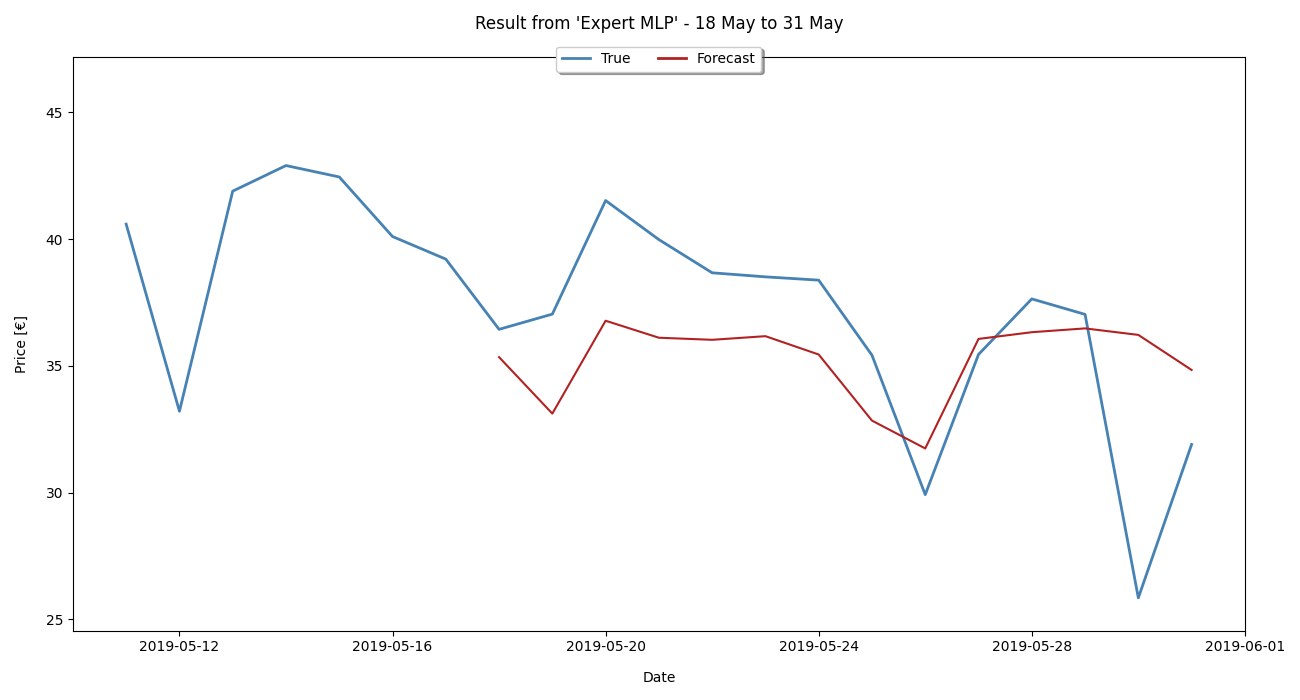 Result from 'Expert MLP' - 18 May to 31 May
True Forecast
45
40
35
30
25
Price [€]
2019-05-12 2019-05-16 2019-05-20 2019-05-24 2019-05-28 2019-06-01
Date